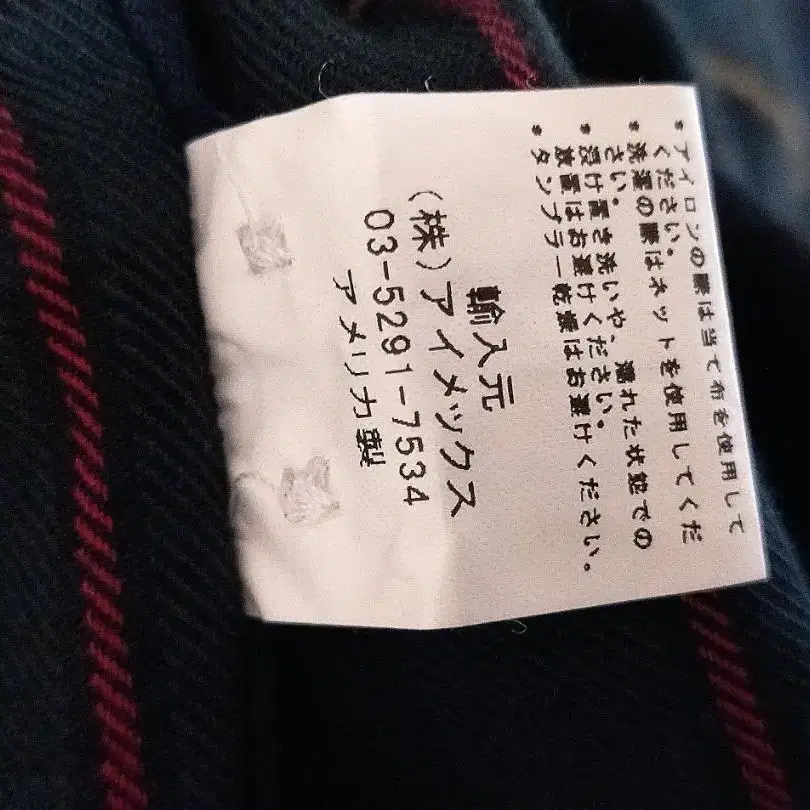 • アイロンの際は当て布を使用して
ください。
• 洗濯の際はネットを使用してくだ
さい。
• 浸け置き洗いや、濡れた状態での
放置はお避けください。
• タンブラー乾燥はお避けください。
輸入元
(株)アイメックス
03-5291-7534
アメリカ製